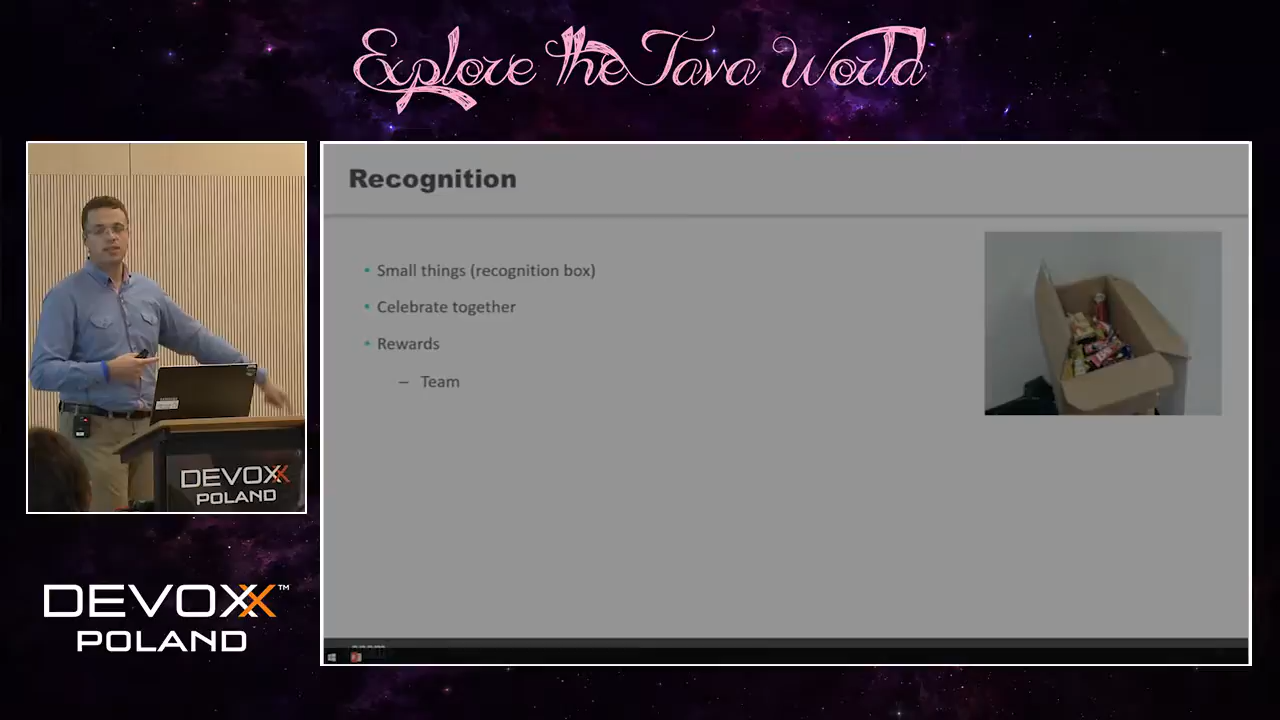 Explore the Java World
Recognition
• Small things (recognition box)
• Celebrate together
• Rewards
– Team
DEVOXX
POLAND
DEVOXX™
POLAND